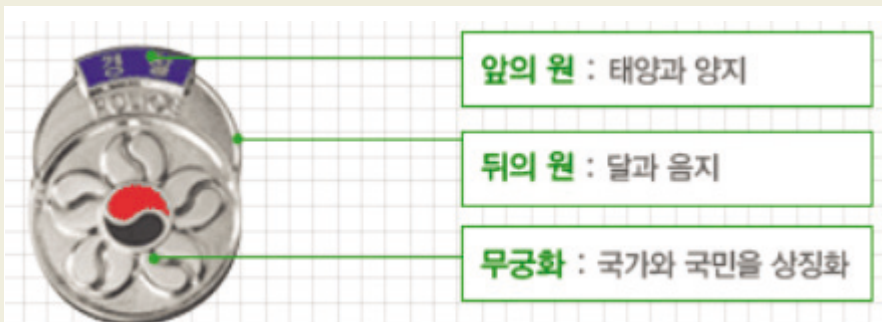 경찰
POLICE
앞의 원 : 태양과 양지
뒤의 원 : 달과 음지
무궁화 : 국가와 국민을 상징화